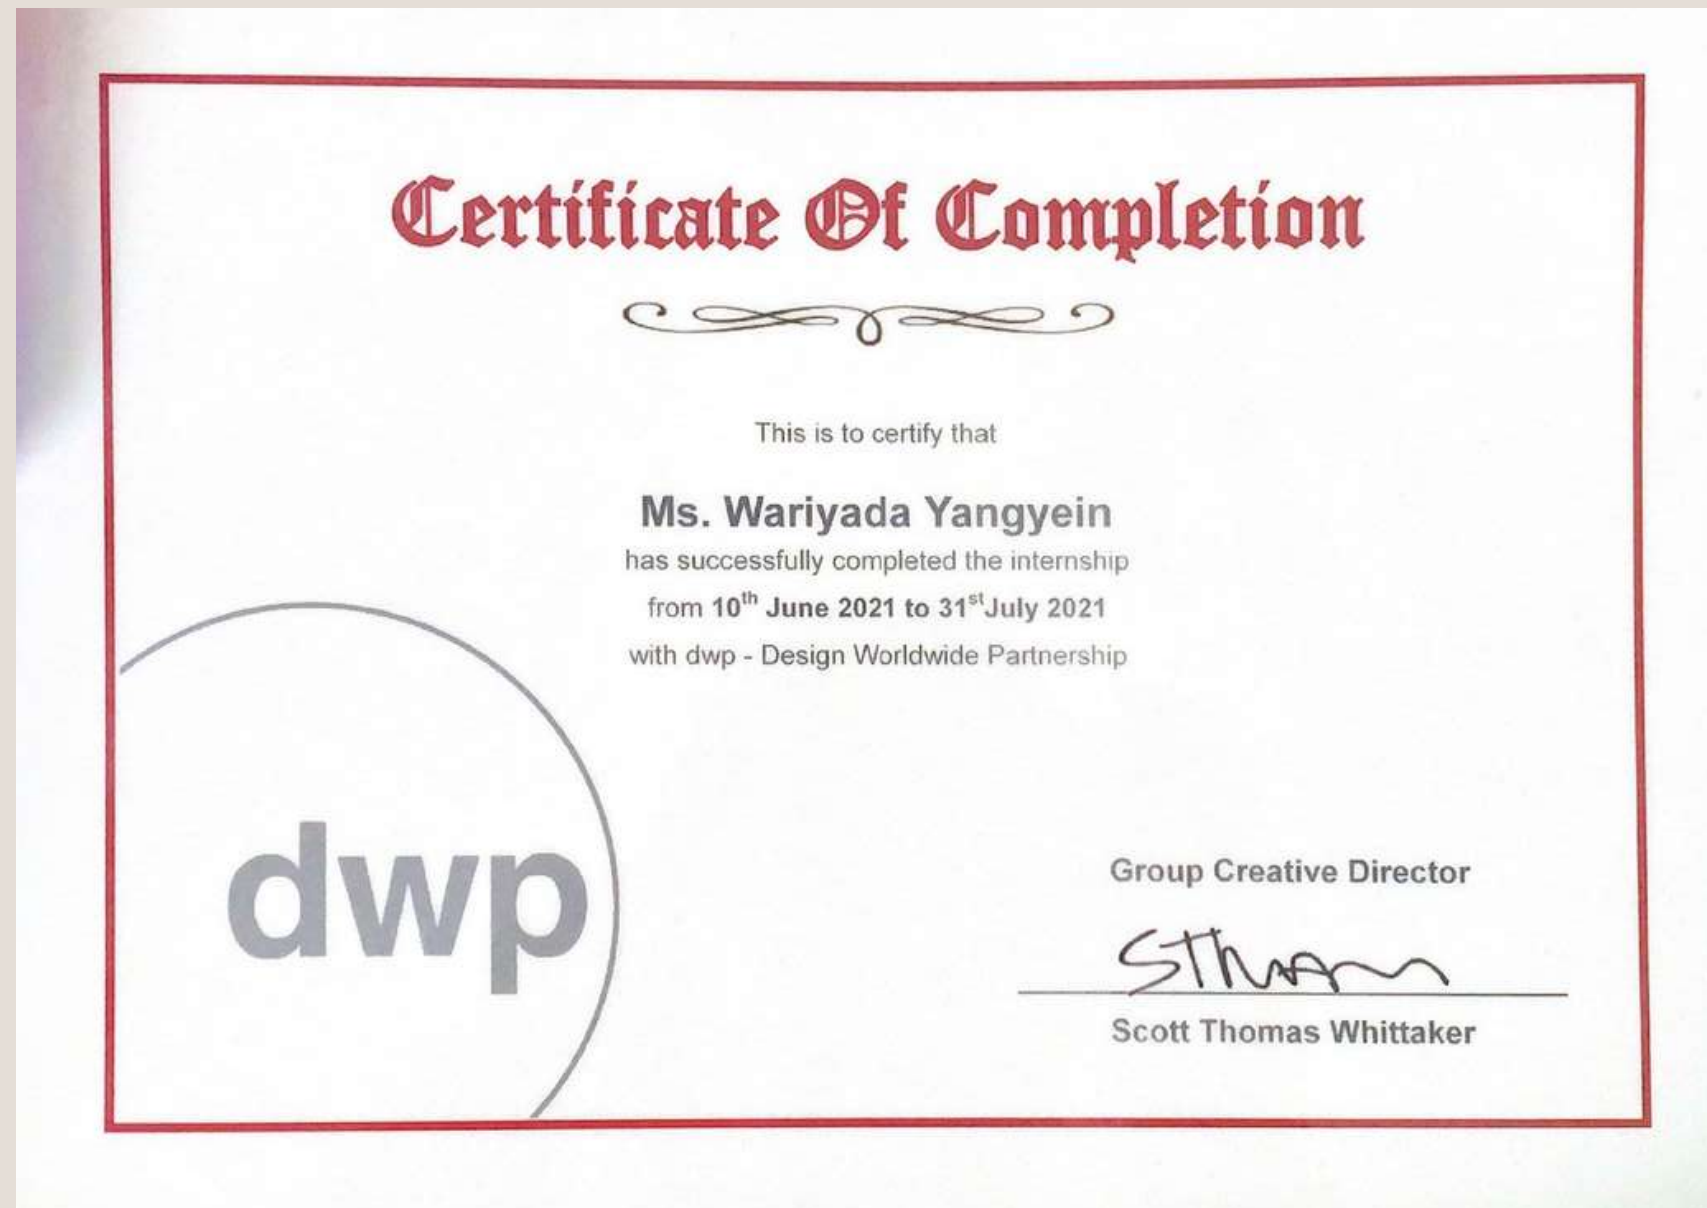 Certificate Of Completion
This is to certify that
Ms. Wariyada Yangyein
has successfully completed the internship
from 10th June 2021 to 31st July 2021
with dwp - Design Worldwide Partnership
dwp
Group Creative Director
Scott Thomas Whittaker